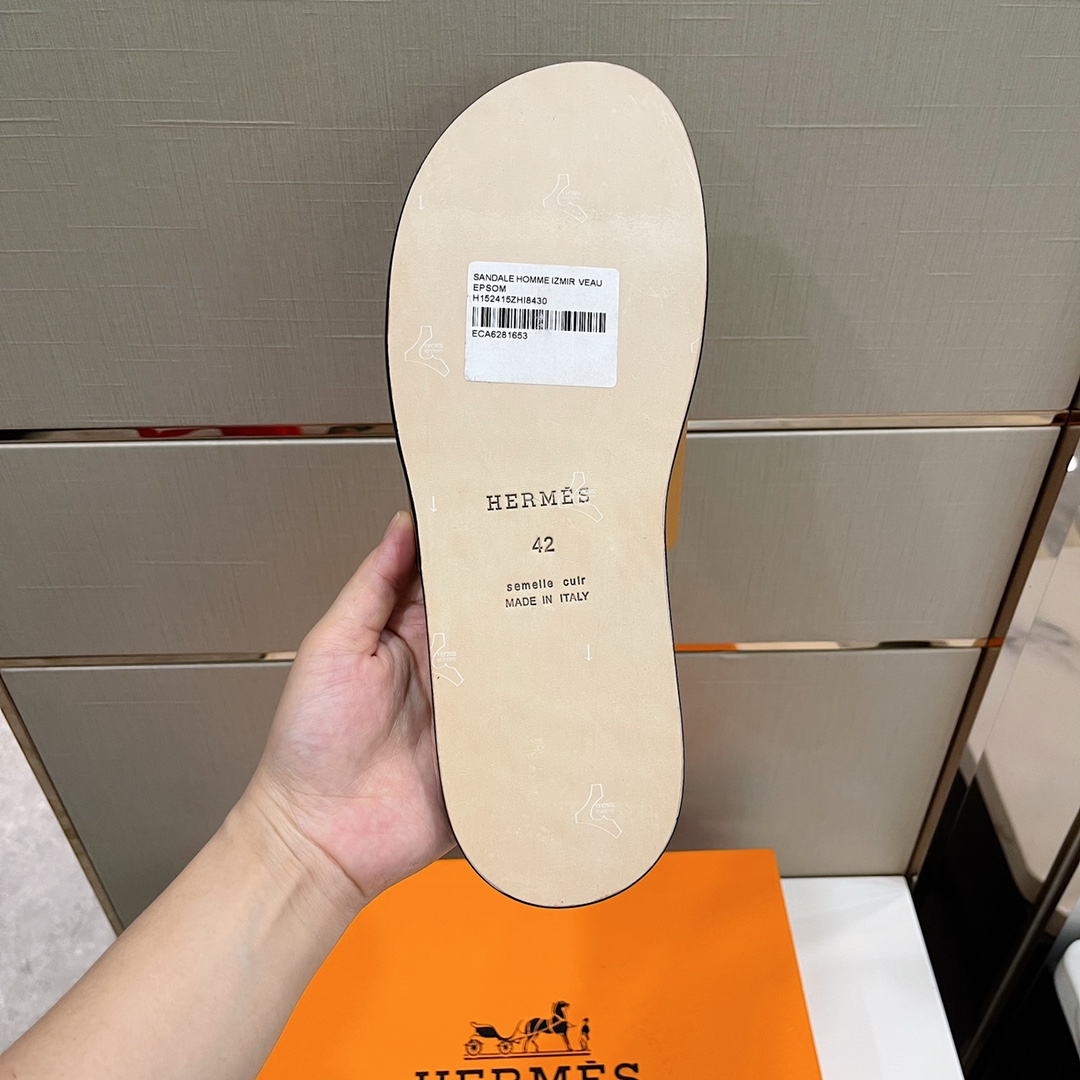 SANDALE HOMME IZMIR VEAU
EPSOM
H152415ZHI8430
ECA6281653
HERMÈS
42
semelle cuir
MADE IN ITALY
HERMÈS